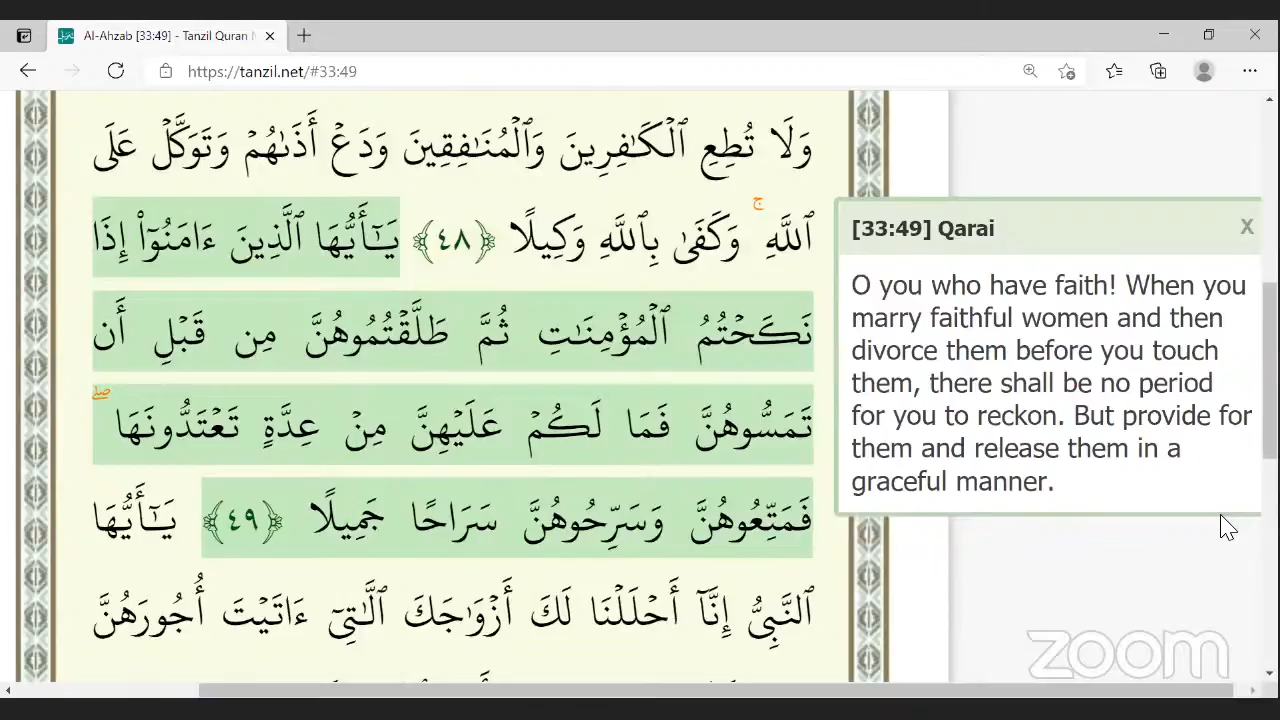 Al-Ahzab [33:49] - Tanzil Quran
https://tanzil.net/#33:49
وَلَا تُطِعِ ٱلْكَـٰفِرِينَ وَٱلْمُنَـٰفِقِينَ وَدَعْ أَذَىٰهُمْ وَتَوَكَّلْ عَلَى
ٱللَّهِ ۚ وَكَفَىٰ بِٱللَّهِ وَكِيلًا ﴿٤٨﴾ يَـٰٓأَيُّهَا ٱلَّذِينَ ءَامَنُوٓا۟ إِذَا
نَكَحْتُمُ ٱلْمُؤْمِنَـٰتِ ثُمَّ طَلَّقْتُمُوهُنَّ مِن قَبْلِ أَن
تَمَسُّوهُنَّ فَمَا لَكُمْ عَلَيْهِنَّ مِنْ عِدَّةٍ تَعْتَدُّونَهَا ۖ
فَمَتِّعُوهُنَّ وَسَرِّحُوهُنَّ سَرَاحًا جَمِيلًا ﴿٤٩﴾ يَـٰٓأَيُّهَا
ٱلنَّبِىُّ إِنَّآ أَحْلَلْنَا لَكَ أَزْوَٰجَكَ ٱلَّـٰتِىٓ ءَاتَيْتَ أُجُورَهُنَّ
[33:49] Qarai X
O you who have faith! When you
marry faithful women and then
divorce them before you touch
them, there shall be no period
for you to reckon. But provide for
them and release them in a
graceful manner.
zoom